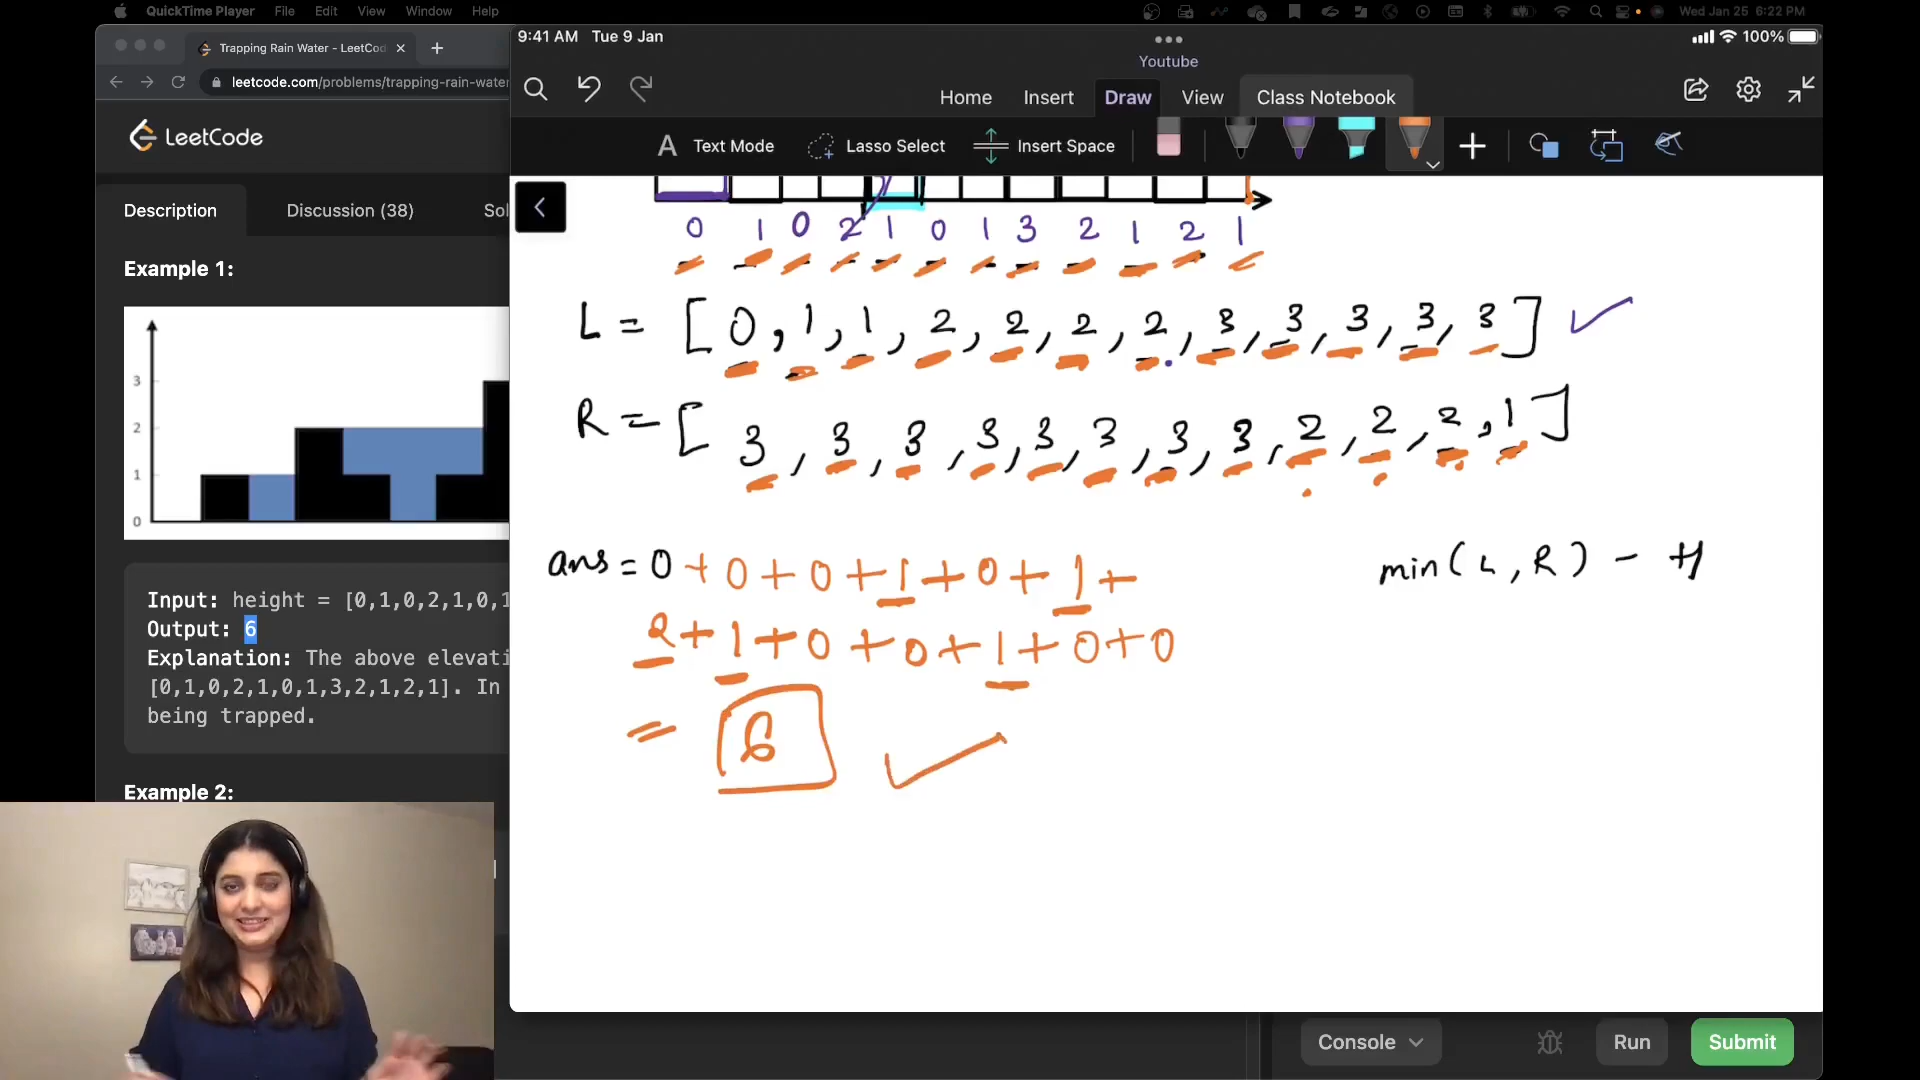 QuickTime Player File Edit View Window Help
Wed Jan 25 6:22 PM
Trapping Rain Water - LeetCo
leetcode.com/problems/trapping-rain-water
LeetCode
Description Discussion (38) Sol
Example 1:
3
2
1
0
Input: height = [0,1,0,2,1,0,1
Output: 6
Explanation: The above elevati
[0,1,0,2,1,0,1,3,2,1,2,1]. In
being trapped.
Example 2:
9:41 AM Tue 9 Jan
100%
Youtube
Home Insert Draw View Class Notebook
A Text Mode Lasso Select Insert Space
0 1 0 2 1 0 1 3 2 1 2 1
L = [0, 1, 1, 2, 2, 2, 2, 3, 3, 3, 3, 3]
R = [3, 3, 3, 3, 3, 3, 3, 3, 2, 2, 2, 1]
ans = 0 + 0 + 0 + 1 + 0 + 1 +
2 + 1 + 0 + 0 + 1 + 0 + 0
= 6
min(L, R) - H
Console Run Submit